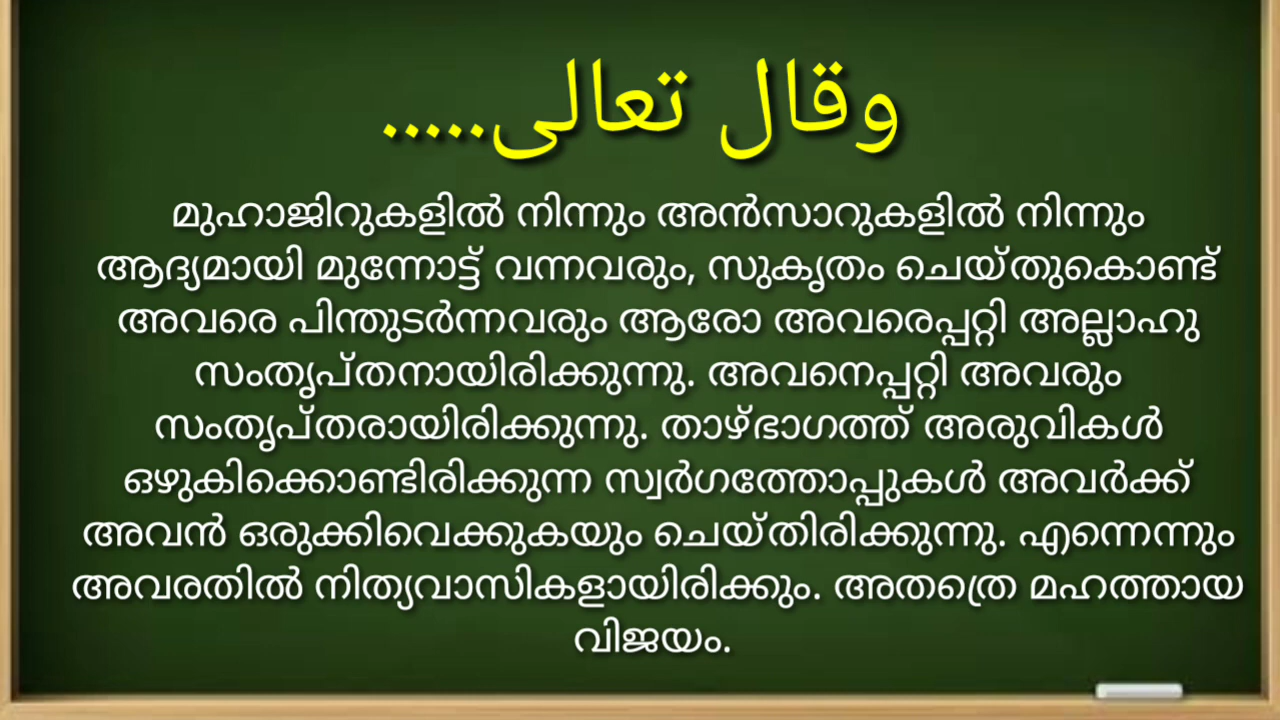 وقال تعالى.....
മുഹാജിറുകളിൽ നിന്നും അൻസാറുകളിൽ നിന്നും
ആദ്യമായി മുന്നോട്ട് വന്നവരും, സുകൃതം ചെയ്തുകൊണ്ട്
അവരെ പിന്തുടർന്നവരും ആരോ അവരെപ്പറ്റി അല്ലാഹു
സംതൃപ്തനായിരിക്കുന്നു. അവനെപ്പറ്റി അവരും
സംതൃപ്തരായിരിക്കുന്നു. താഴ്ഭാഗത്ത് അരുവികൾ
ഒഴുകിക്കൊണ്ടിരിക്കുന്ന സ്വർഗത്തോപ്പുകൾ അവർക്ക്
അവൻ ഒരുക്കിവെക്കുകയും ചെയ്തിരിക്കുന്നു. എന്നെന്നും
അവരതിൽ നിത്യവാസികളായിരിക്കും. അതത്രെ മഹത്തായ
വിജയം.